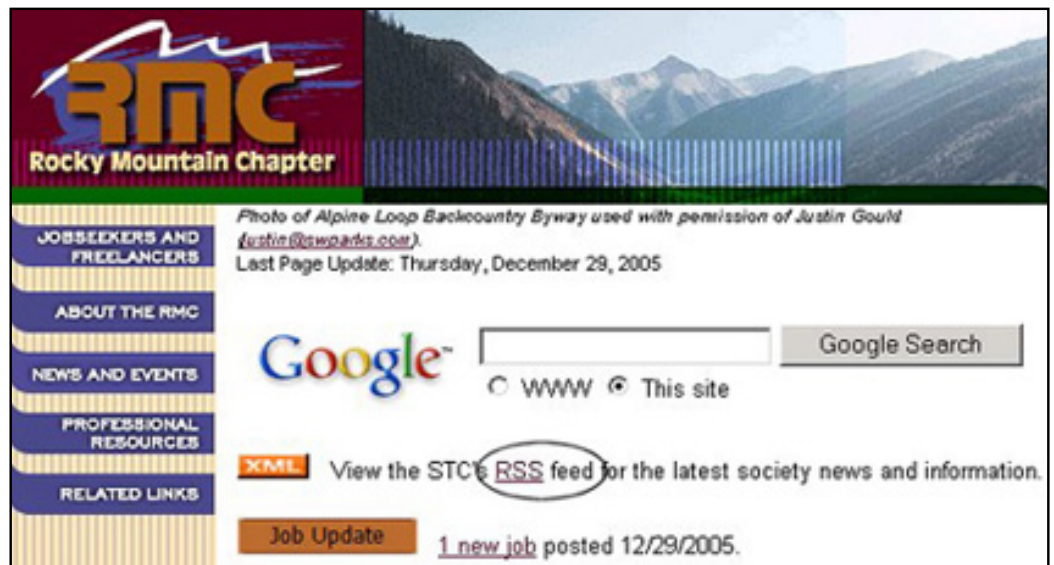 RMC
Rocky Mountain Chapter
Photo of Alpine Loop Backcountry Byway used with permission of Justin Gould
(justin@swparks.com).
Last Page Update: Thursday, December 29, 2005
JOBSEEKERS AND
FREELANCERS
ABOUT THE RMC
NEWS AND EVENTS
PROFESSIONAL
RESOURCES
RELATED LINKS
Google™ Google Search
WWW This site
XML View the STC's RSS feed for the latest society news and information.
Job Update 1 new job posted 12/29/2005.